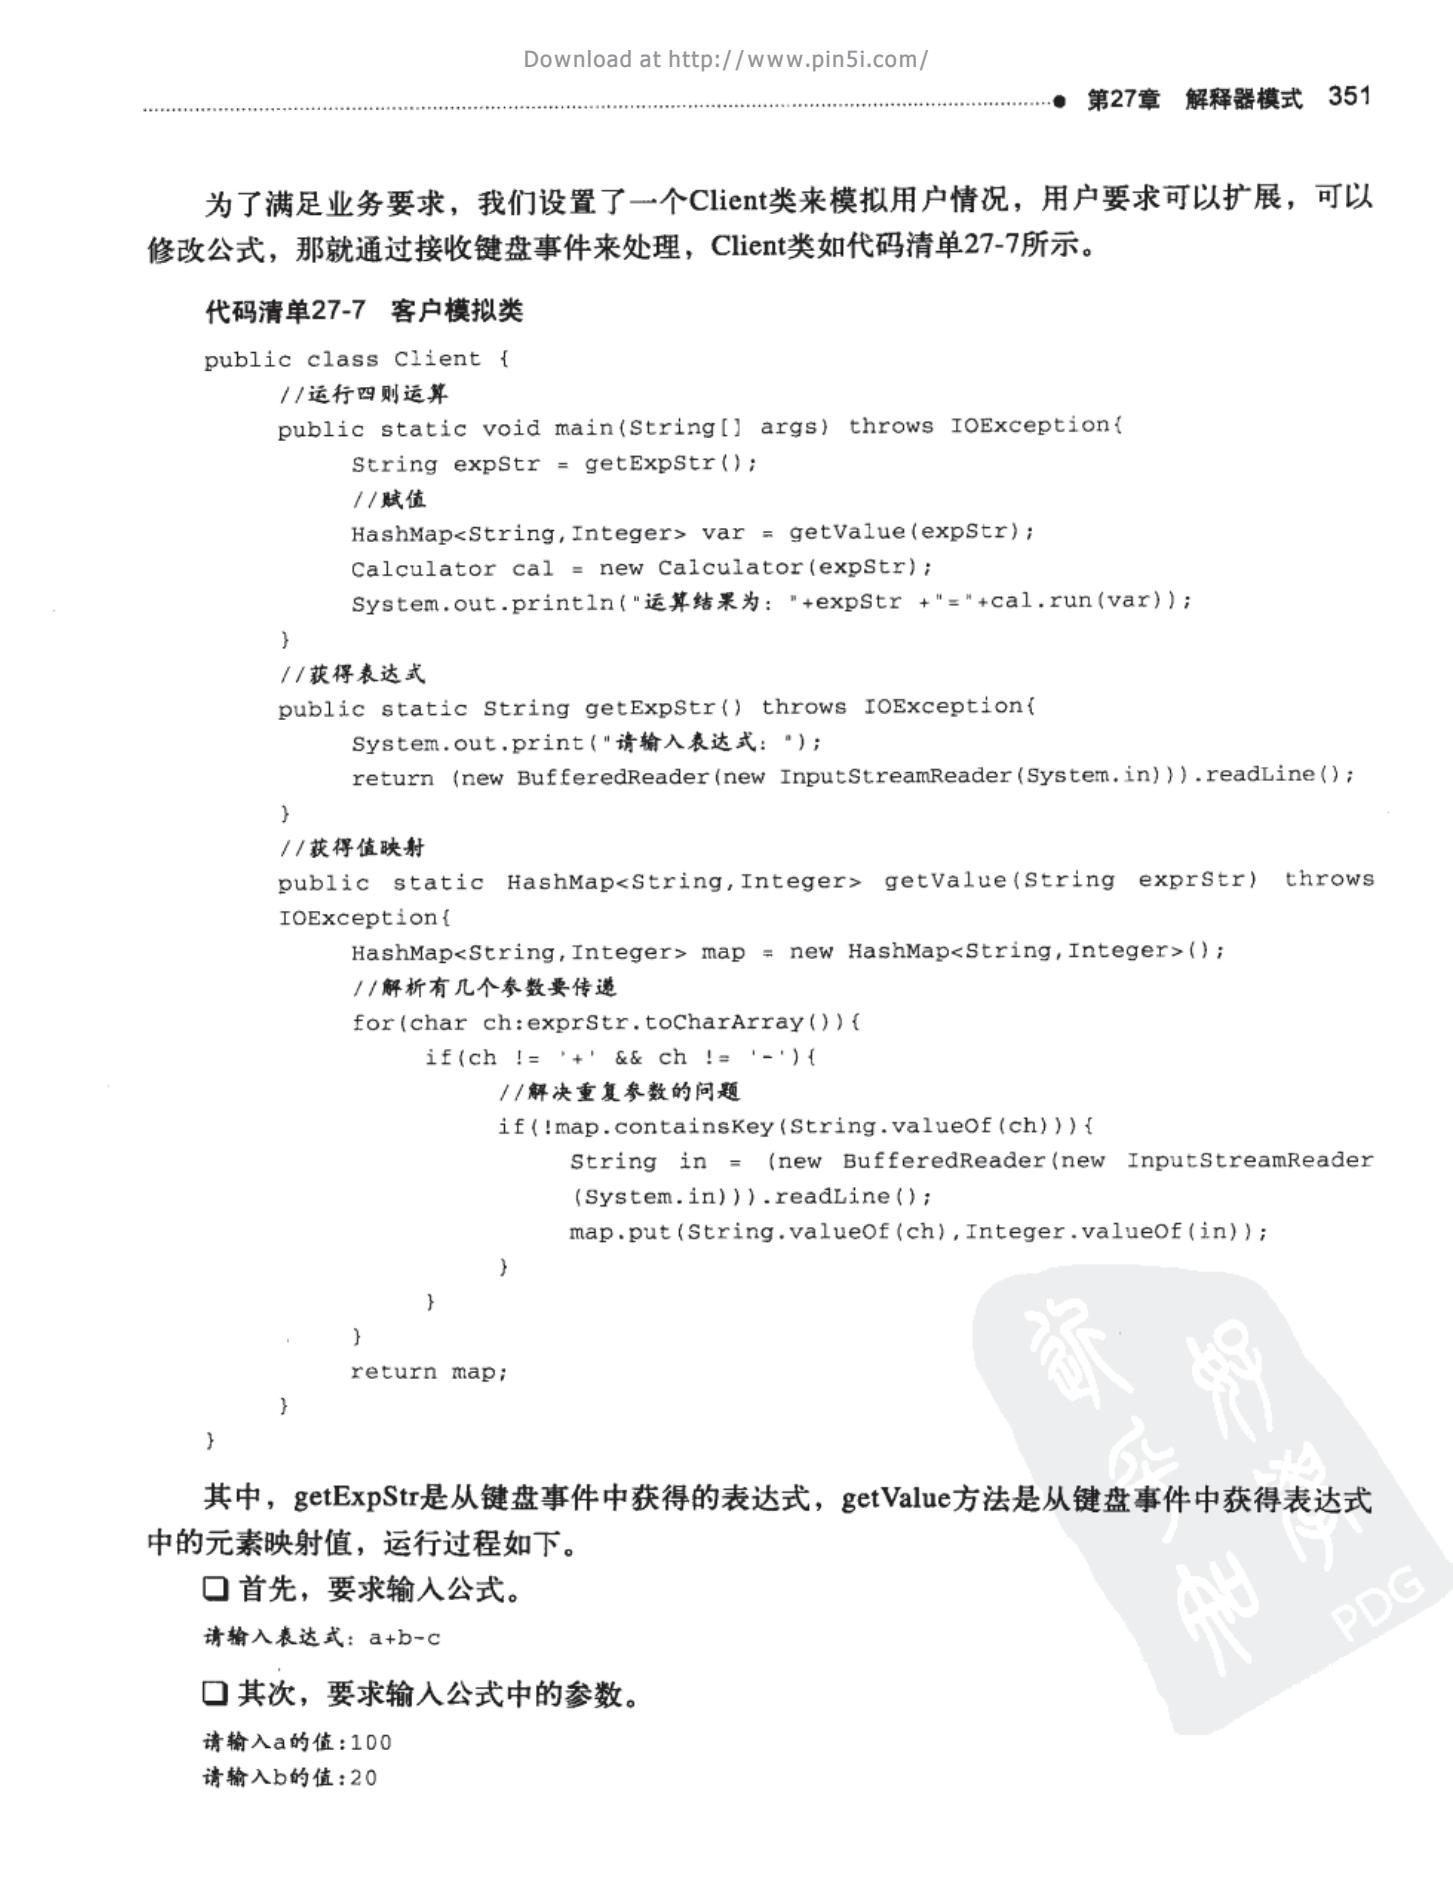 Download at http://www.pin5i.com/
第27章 解释器模式 351
为了满足业务要求，我们设置了一个Client类来模拟用户情况，用户要求可以扩展，可以
修改公式，那就通过接收键盘事件来处理，Client类如代码清单27-7所示。
代码清单27-7 客户模拟类
public class Client {
//运行四则运算
public static void main(String[] args) throws IOException{
String expStr = getExpStr();
//赋值
HashMap<String,Integer> var = getValue(expStr);
Calculator cal = new Calculator(expStr);
System.out.println("运算结果为："+expStr +"="+cal.run(var));
}
//获得表达式
public static String getExpStr() throws IOException{
System.out.print("请输入表达式：");
return (new BufferedReader(new InputStreamReader(System.in))).readLine();
}
//获得值映射
public static HashMap<String,Integer> getValue(String exprStr) throws
IOException{
HashMap<String,Integer> map = new HashMap<String,Integer>();
//解析有几个参数要传递
for(char ch:exprStr.toCharArray()){
if(ch != '+' && ch != '-'){
//解决重复参数的问题
if(!map.containsKey(String.valueOf(ch))){
String in = (new BufferedReader(new InputStreamReader
(System.in))).readLine();
map.put(String.valueOf(ch),Integer.valueOf(in));
}
}
}
return map;
}
}
其中，getExpStr是从键盘事件中获得的表达式，getValue方法是从键盘事件中获得表达式
中的元素映射值，运行过程如下。
❏ 首先，要求输入公式。
请输入表达式：a+b-c
❏ 其次，要求输入公式中的参数。
请输入a的值:100
请输入b的值:20
PDG